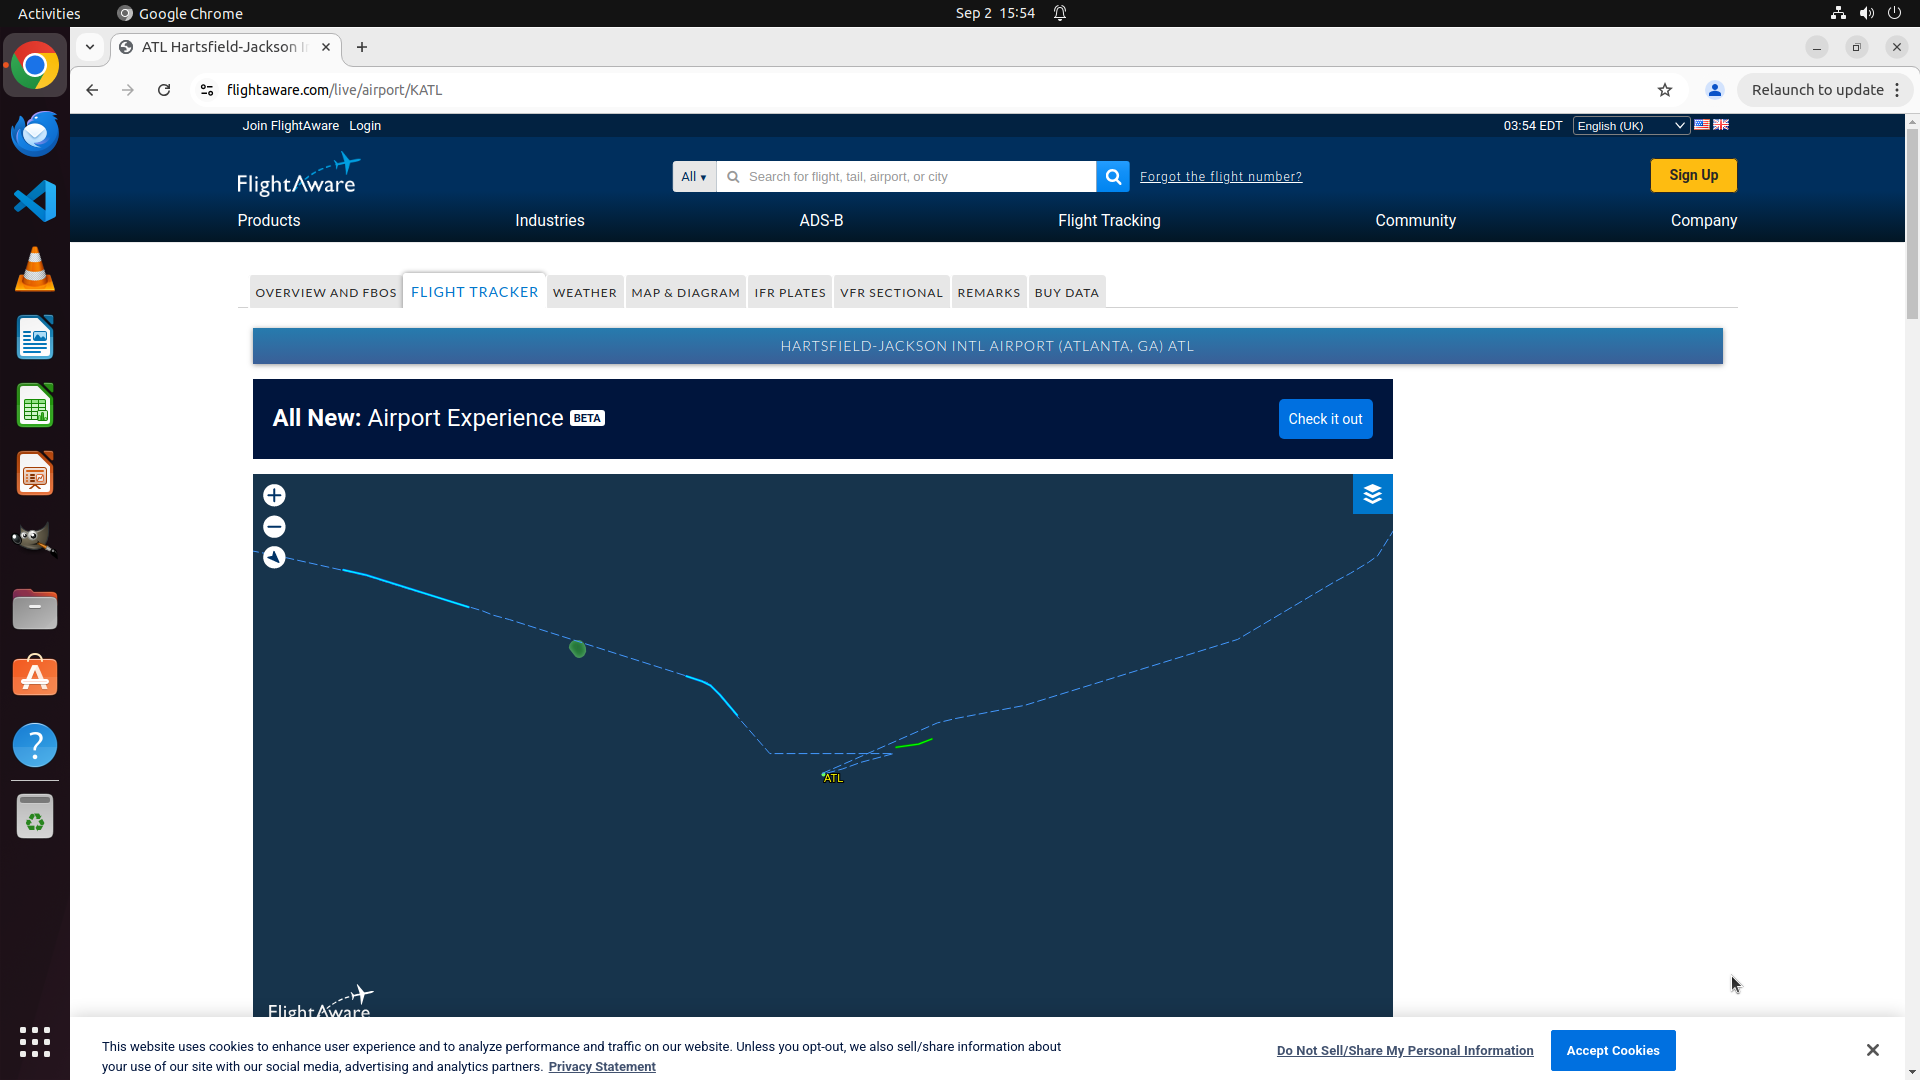 Activities
Google Chrome
Sep 2 15:54
ATL Hartsfield-Jackson I
flightaware.com/live/airport/KATL
Relaunch to update
Join FlightAware
Login
03:54 EDT
English (UK)
FlightAware
All ▾
Search for flight, tail, airport, or city
Forgot the flight number?
Sign Up
Products
Industries
ADS-B
Flight Tracking
Community
Company
OVERVIEW AND FBOS
FLIGHT TRACKER
WEATHER
MAP & DIAGRAM
IFR PLATES
VFR SECTIONAL
REMARKS
BUY DATA
HARTSFIELD-JACKSON INTL AIRPORT (ATLANTA, GA) ATL
All New: Airport Experience BETA
Check it out
ATL
FlightAware
This website uses cookies to enhance user experience and to analyze performance and traffic on our website. Unless you opt-out, we also sell/share information about
your use of our site with our social media, advertising and analytics partners. Privacy Statement
Do Not Sell/Share My Personal Information
Accept Cookies